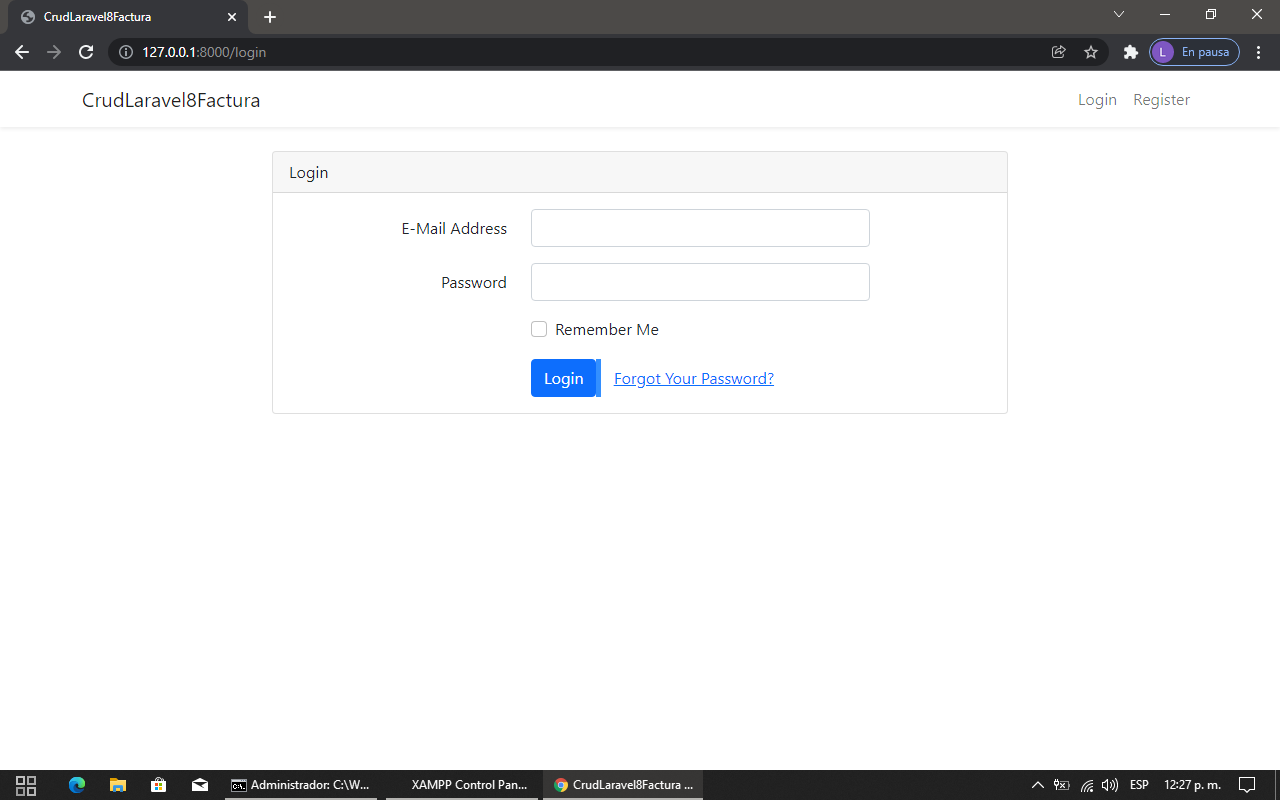 CrudLaravel8Factura
127.0.0.1:8000/login
L
En pausa
CrudLaravel8Factura
Login
Register
Login
E-Mail Address
Password
Remember Me
Login
Forgot Your Password?
Administrador: C:\W...
XAMPP Control Pan...
CrudLaravel8Factura ...
ESP
12:27 p. m.